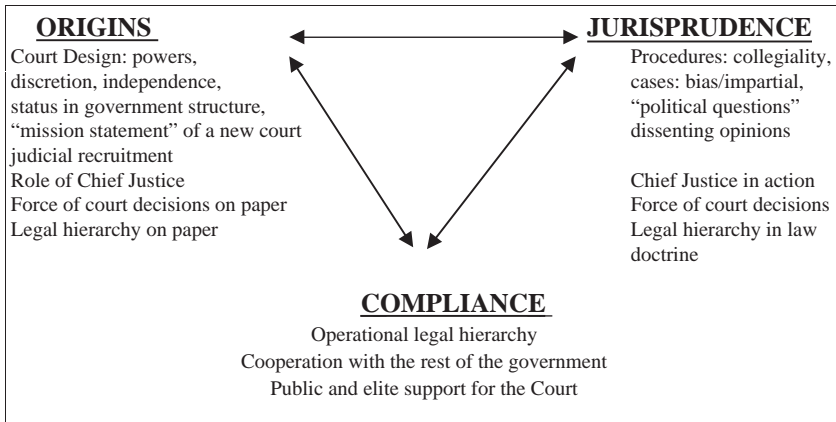 ORIGINS
Court Design: powers,
discretion, independence,
status in government structure,
“mission statement” of a new court
judicial recruitment
Role of Chief Justice
Force of court decisions on paper
Legal hierarchy on paper
JURISPRUDENCE
Procedures: collegiality,
cases: bias/impartial,
“political questions”
dissenting opinions
Chief Justice in action
Force of court decisions
Legal hierarchy in law
doctrine
COMPLIANCE
Operational legal hierarchy
Cooperation with the rest of the government
Public and elite support for the Court